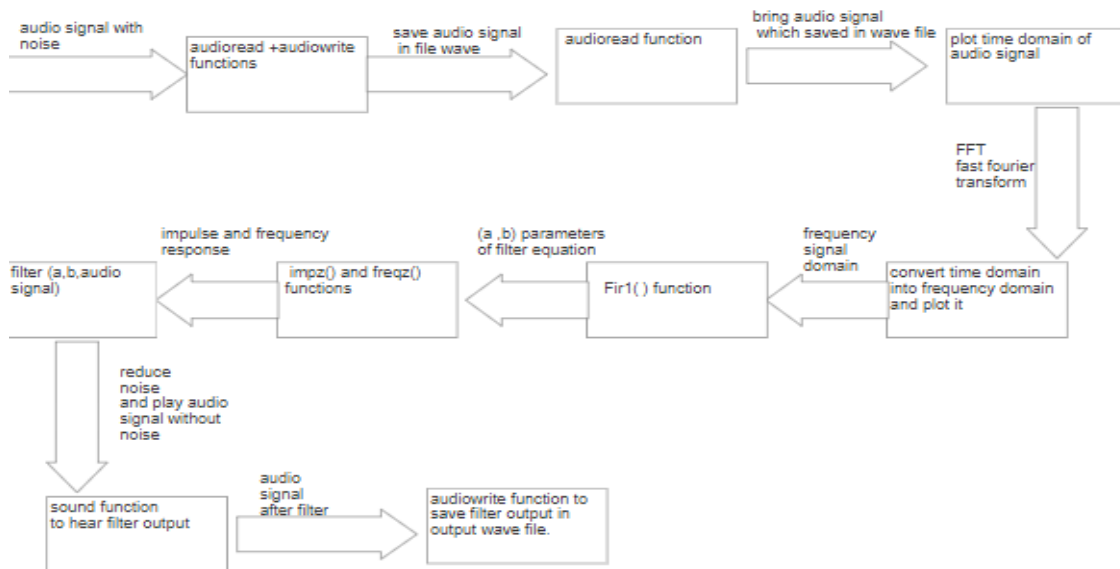 audio signal with
noise
audioread +audiowrite
functions
save audio signal
in file wave
audioread function
bring audio signal
which saved in wave file
plot time domain of
audio signal
FFT
fast fourier
transform
convert time domain
into frequency domain
and plot it
frequency
signal
domain
Fir1( ) function
(a ,b) parameters
of filter equation
impz() and freqz()
functions
impulse and frequency
response
filter (a,b,audio
signal)
reduce
noise
and play audio
signal without
noise
sound function
to hear filter output
audio
signal
after filter
audiowrite function to
save filter output in
output wave file.